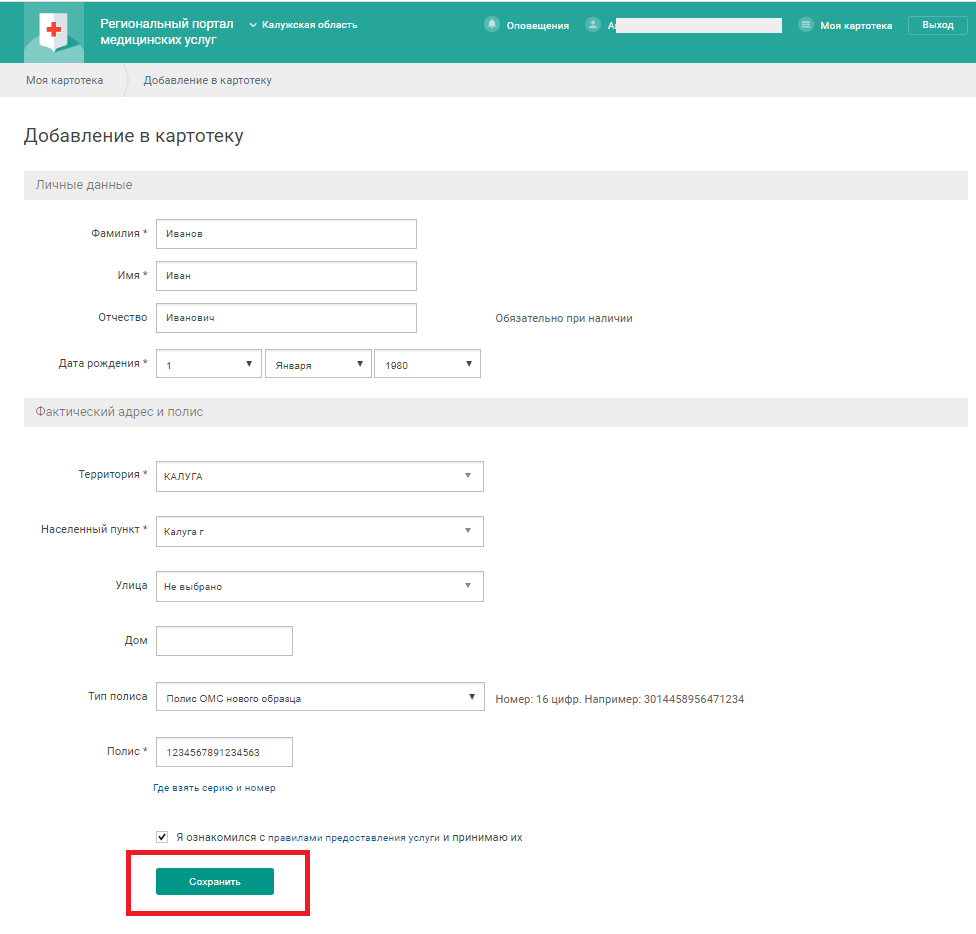 Региональный портал
медицинских услуг
Калужская область
Оповещения
Моя картотека
Выход
Моя картотека
Добавление в картотеку
Добавление в картотеку
Личные данные
Фамилия * Иванов
Имя * Иван
Отчество Иванович Обязательно при наличии
Дата рождения * 1 Января 1980
Фактический адрес и полис
Территория * КАЛУГА
Населенный пункт * Калуга г
Улица Не выбрано
Дом
Тип полиса Полис ОМС нового образца Номер: 16 цифр. Например: 3014458956471234
Полис * 1234567891234563
Где взять серию и номер
Я ознакомился с правилами предоставления услуги и принимаю их
Сохранить